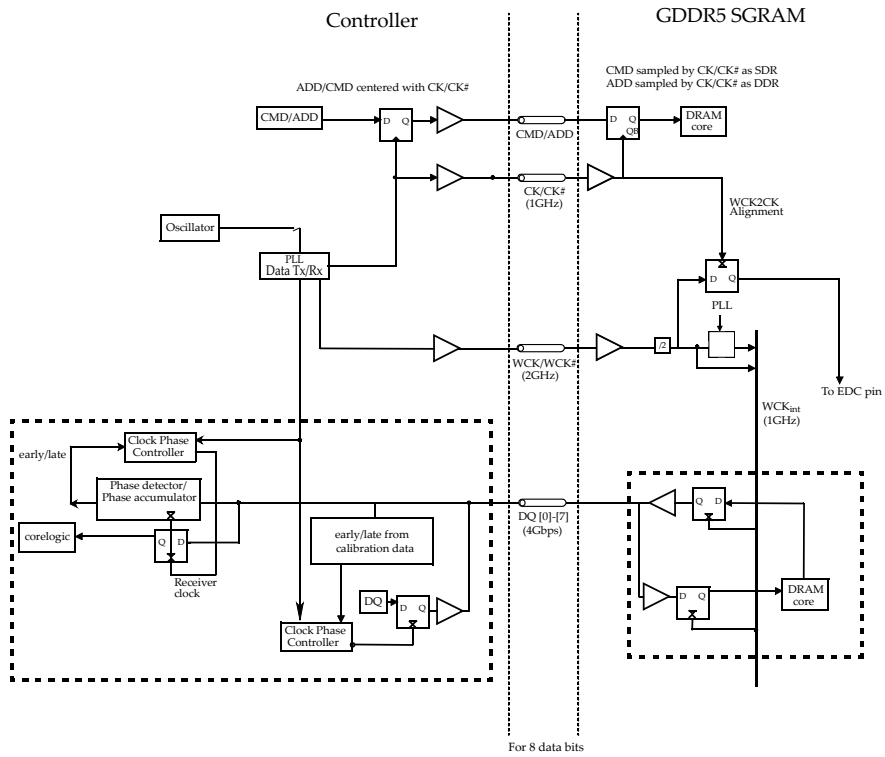 Controller
GDDR5 SGRAM
ADD/CMD centered with CK/CK#
CMD sampled by CK/CK# as SDR
ADD sampled by CK/CK# as DDR
CMD/ADD
D Q
CMD/ADD
D Q
QB
DRAM
core
CK/CK#
(1GHz)
WCK2CK
Alignment
Oscillator
PLL
Data Tx/Rx
D Q
PLL
/2
WCK/WCK#
(2GHz)
To EDC pin
WCKint
(1GHz)
early/late
Clock Phase
Controller
Phase detector/
Phase accumulator
corelogic
Q D
Receiver
clock
early/late from
calibration data
DQ [0]-[7]
(4Gbps)
Q D
DQ
D Q
Clock Phase
Controller
D Q
DRAM
core
For 8 data bits